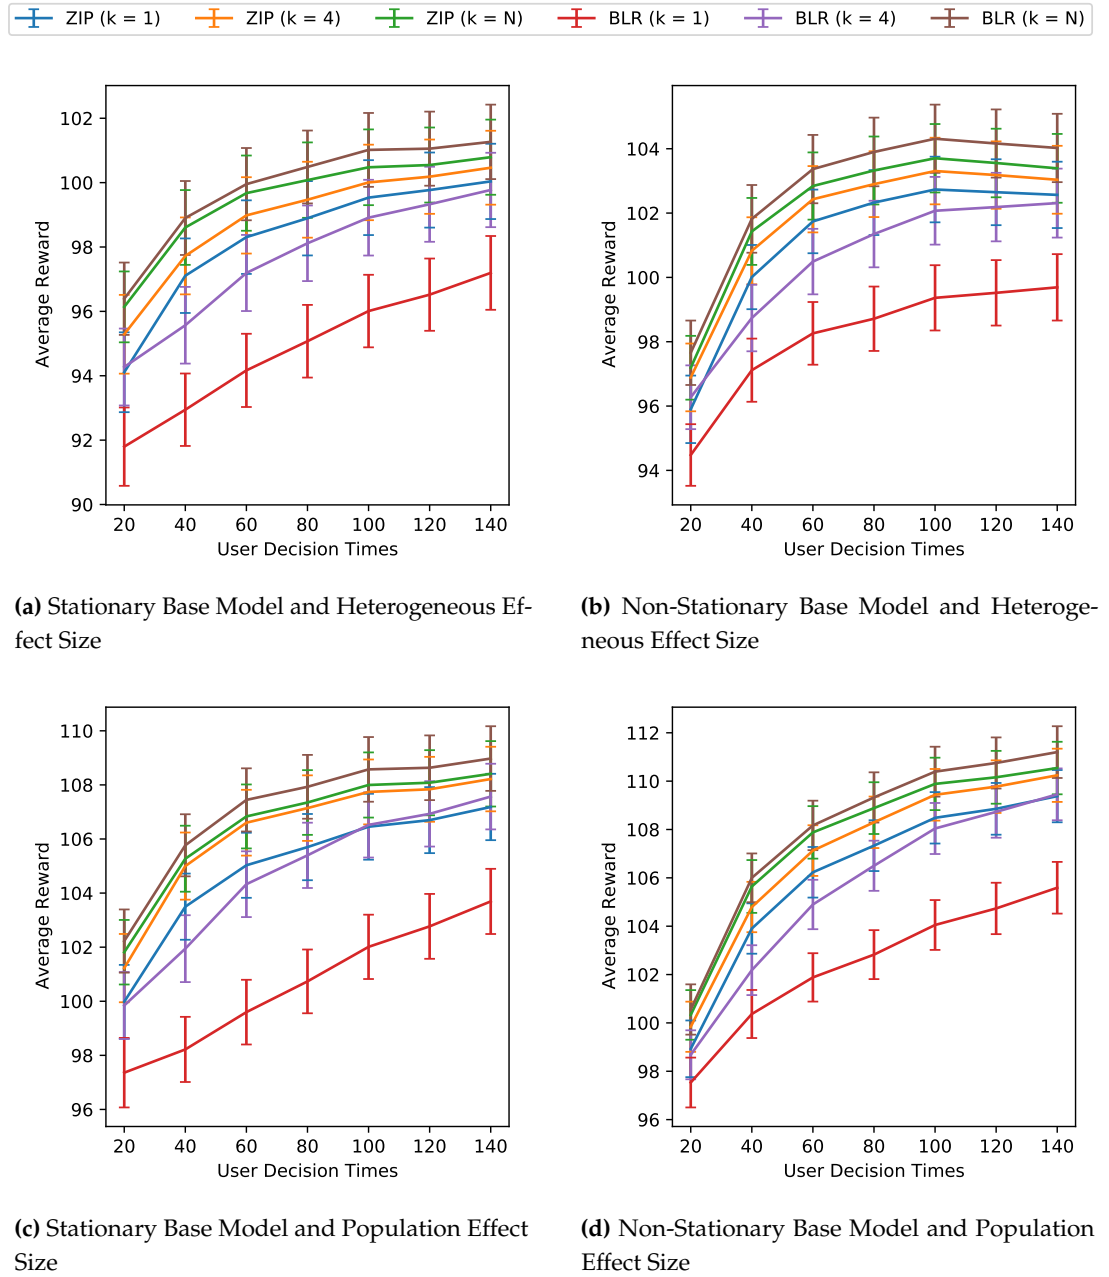 ZIP (k = 1) ZIP (k = 4) ZIP (k = N) BLR (k = 1) BLR (k = 4) BLR (k = N)
102
100
98
96
94
92
90
Average Reward
20 40 60 80 100 120 140
User Decision Times
(a) Stationary Base Model and Heterogeneous Ef-
fect Size
104
102
100
98
96
94
Average Reward
20 40 60 80 100 120 140
User Decision Times
(b) Non-Stationary Base Model and Heteroge-
neous Effect Size
110
108
106
104
102
100
98
96
Average Reward
20 40 60 80 100 120 140
User Decision Times
(c) Stationary Base Model and Population Effect
Size
112
110
108
106
104
102
100
98
96
Average Reward
20 40 60 80 100 120 140
User Decision Times
(d) Non-Stationary Base Model and Population
Effect Size